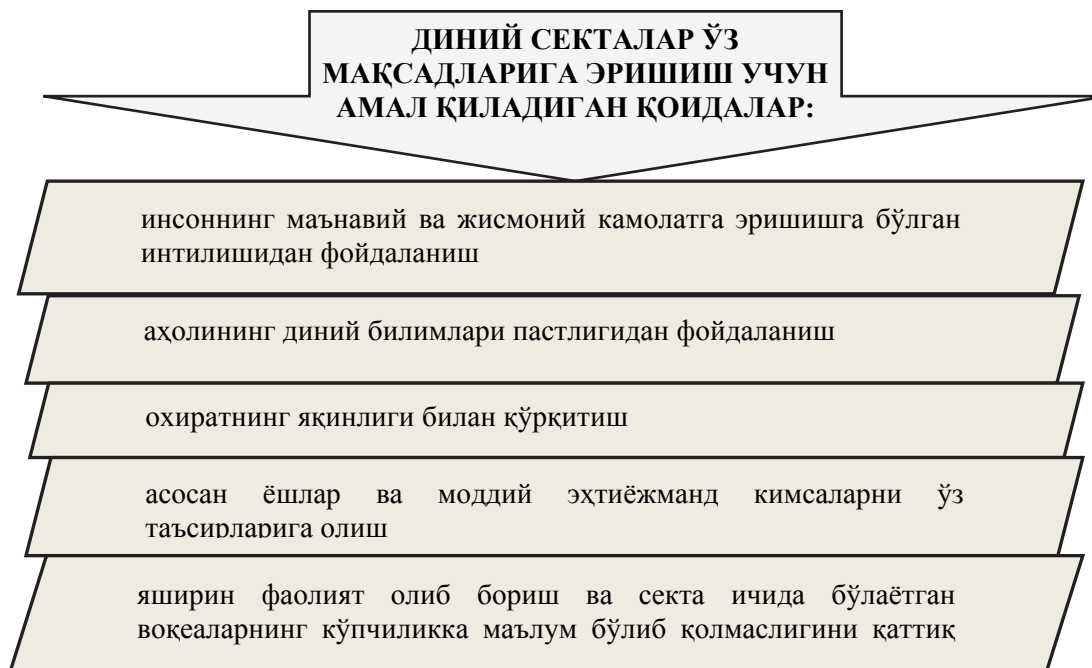 ДИНИЙ СЕКТАЛАР ЎЗ
МАҚСАДЛАРИГА ЭРИШИШ УЧУН
АМАЛ ҚИЛАДИГАН ҚОИДАЛАР:
инсоннинг маънавий ва жисмоний камолатга эришишга бўлган
интилишидан фойдаланиш
аҳолининг диний билимлари пастлигидан фойдаланиш
охиратнинг яқинлиги билан қўрқитиш
асосан ёшлар ва моддий эҳтиёжманд кимсаларни ўз
таъсирларига олиш
яширин фаолият олиб бориш ва секта ичида бўлаётган
воқеаларнинг кўпчиликка маълум бўлиб қолмаслигини қаттиқ